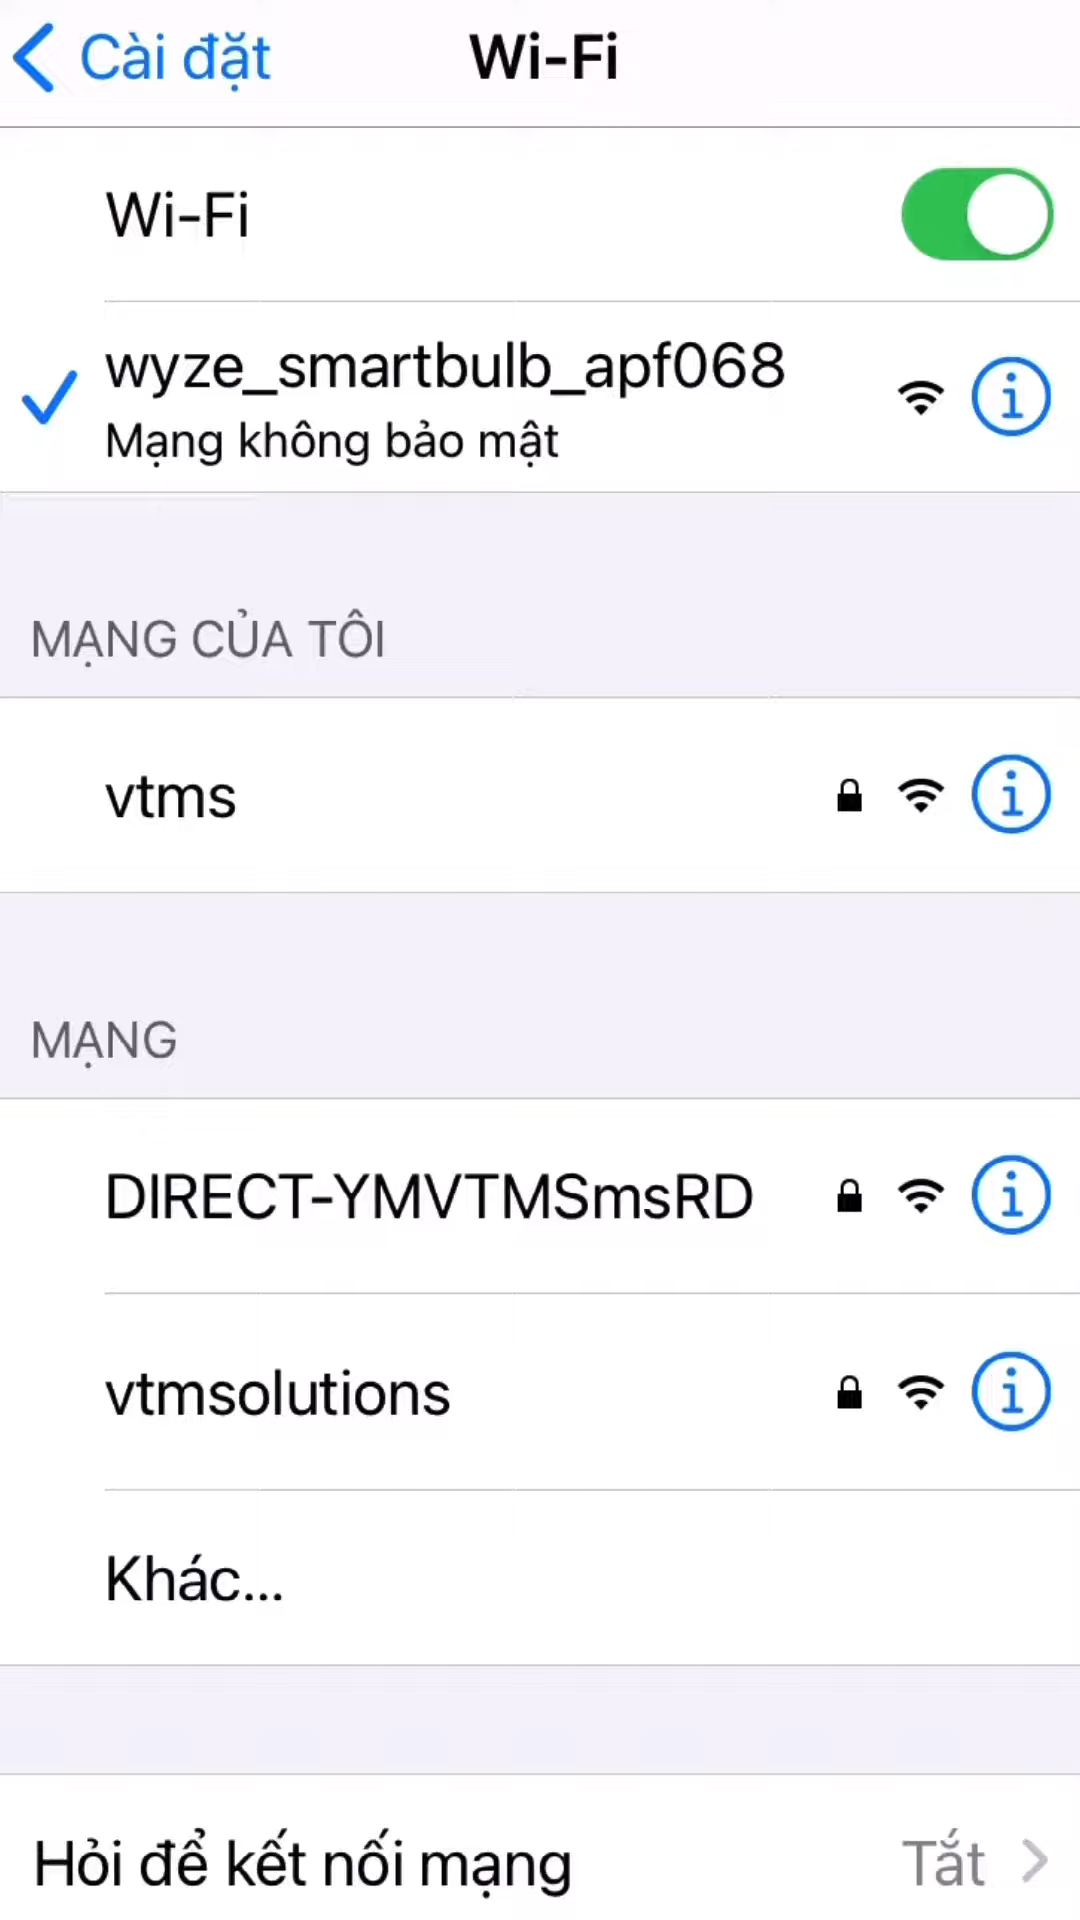 Cài đặt
Wi-Fi
Wi-Fi
wyze_smartbulb_apf068
Mạng không bảo mật
MẠNG CỦA TÔI
vtms
MẠNG
DIRECT-YMVTMSmsRD
vtmsolutions
Khác...
Hỏi để kết nối mạng
Tắt